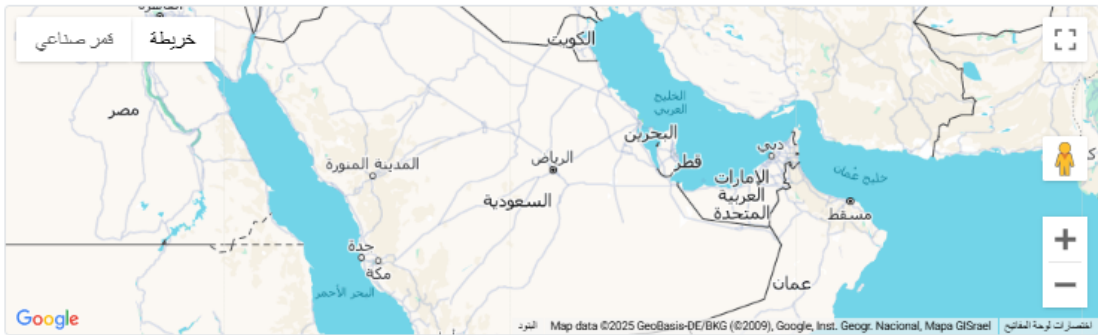 القاهرة
خريطة
قمر صناعي
الكويت
مصر
الخليج
العربي
البحرين
المدينة المنورة
الرياض
قطر
دبي
خليج عُمان
الإمارات
العربية
المتحدة
السعودية
مسقط
جدة
مكة
عمان
البحر الأحمر
Google
اختصارات لوحة المفاتيح
Map data ©2025 GeoBasis-DE/BKG (©2009), Google, Inst. Geogr. Nacional, Mapa GISrael
البنود